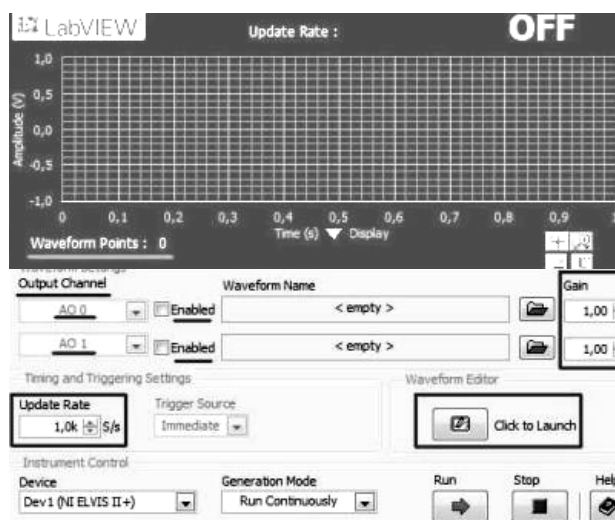 LabVIEW
Update Rate :
OFF
1,0
0,5
0,0
-0,5
-1,0
Amplitude (V)
0 0,1 0,2 0,3 0,4 0,5 0,6 0,7 0,8 0,9
Time (s)
Display
Waveform Points : 0
Waveform Settings
Output Channel
Waveform Name
Gain
AO 0 Enabled < empty > 1,00
AO 1 Enabled < empty > 1,00
Timing and Triggering Settings
Waveform Editor
Update Rate
Trigger Source
1,0k S/s
Immediate
Click to Launch
Instrument Control
Device
Generation Mode
Run
Stop
Dev1 (NI ELVIS II+)
Run Continuously